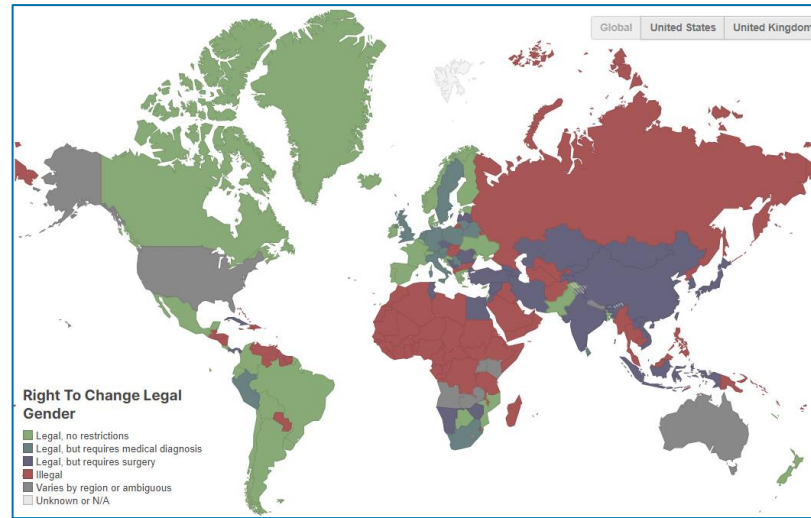 Global United States United Kingdom
Right To Change Legal
Gender
Legal, no restrictions
Legal, but requires medical diagnosis
Legal, but requires surgery
Illegal
Varies by region or ambiguous
Unknown or N/A